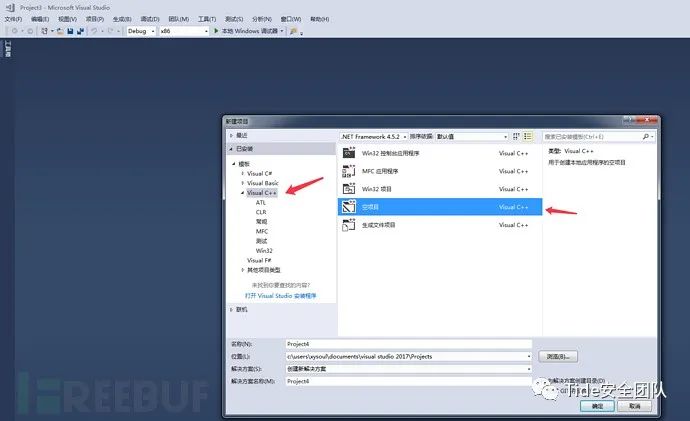 Project3 - Microsoft Visual Studio
文件(F) 编辑(E) 视图(V) 项目(P) 生成(B) 调试(D) 团队(M) 工具(T) 测试(S) 分析(N) 窗口(W) 帮助(H)
Debug x86 本地 Windows 调试器
工具箱
新建项目
最近
.NET Framework 4.5.2 排序依据: 默认值
搜索已安装模板(Ctrl+E)
已安装
模板
Visual C#
Visual Basic
Visual C++
ATL
CLR
常规
MFC
测试
Win32
Visual F#
其他项目类型
未找到你要查找的内容?
打开 Visual Studio 安装程序
联机
Win32 控制台应用程序 Visual C++
MFC 应用程序 Visual C++
Win32 项目 Visual C++
空项目 Visual C++
生成文件项目 Visual C++
类型: Visual C++
用于创建本地应用程序的空项目
名称(N): Project4
位置(L): c:\users\xysoul\documents\visual studio 2017\Projects
浏览(B)...
解决方案(S): 创建新解决方案
解决方案名称(M): Project4
为解决方案创建目录(D)
Tide安全团队
确定 取消
REEBUF